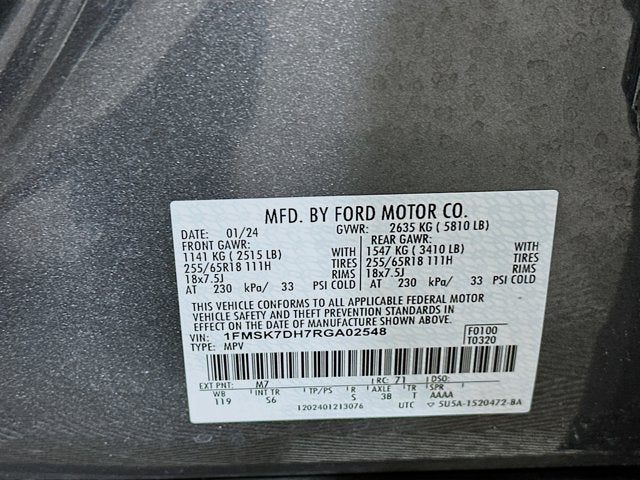 MFD. BY FORD MOTOR CO.
DATE: 01/24 GVWR: 2635 KG ( 5810 LB)
FRONT GAWR: REAR GAWR:
1141 KG ( 2515 LB) WITH 1547 KG ( 3410 LB) WITH
255/65R18 111H TIRES 255/65R18 111H TIRES
18x7.5J RIMS 18x7.5J RIMS
AT 230 kPa/ 33 PSI COLD AT 230 kPa/ 33 PSI COLD
THIS VEHICLE CONFORMS TO ALL APPLICABLE FEDERAL MOTOR
VEHICLE SAFETY AND THEFT PREVENTION STANDARDS IN
EFFECT ON THE DATE OF MANUFACTURE SHOWN ABOVE.
VIN: 1FMSK7DH7RGA02548 F0100
TYPE: MPV T0320
EXT PNT: M7 RC: 71 DSO:
WB INT TR TP/PS R AXLE TR SPR
119 S6 S 3B T AAAA
1202401213076 UTC ▽ 5U5A-1520472-BA